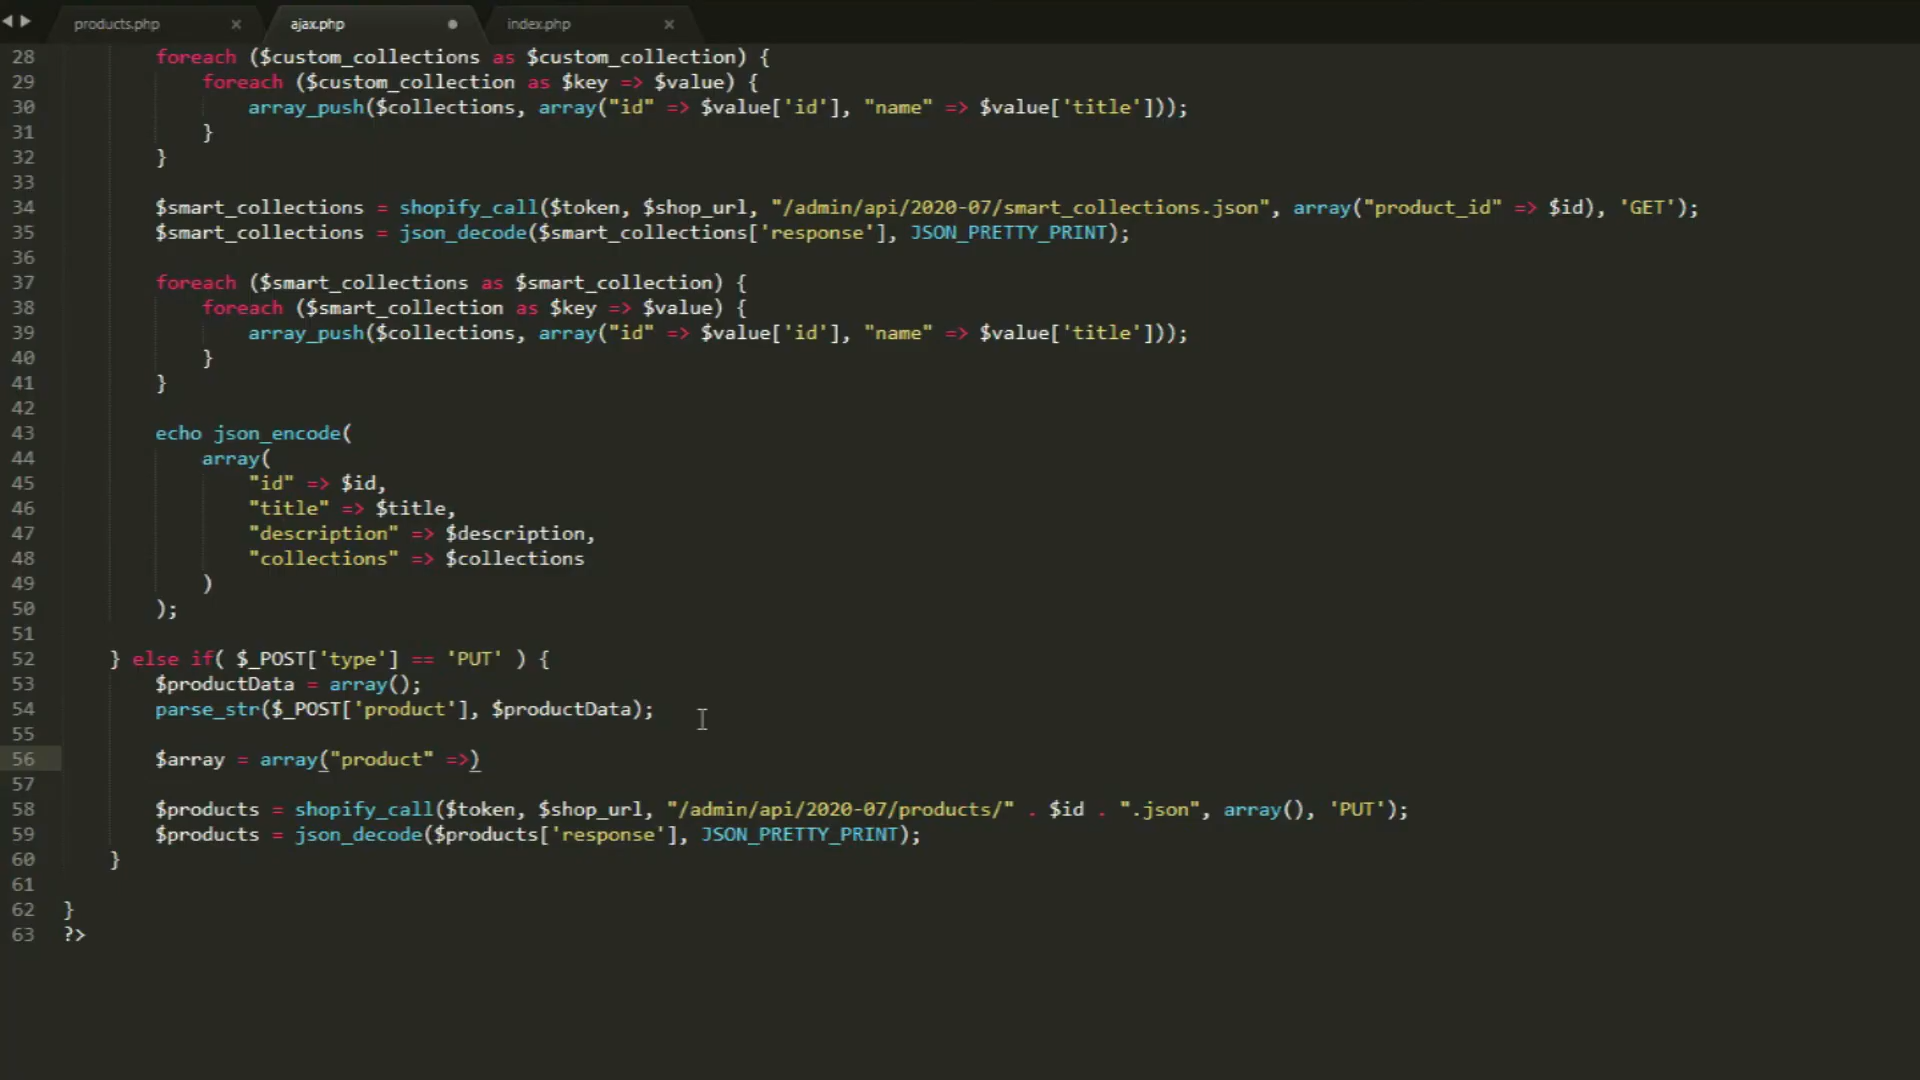 products.php × ajax.php index.php ×
28 foreach ($custom_collections as $custom_collection) {
29 foreach ($custom_collection as $key => $value) {
30 array_push($collections, array("id" => $value['id'], "name" => $value['title']));
31 }
32 }
33
34 $smart_collections = shopify_call($token, $shop_url, "/admin/api/2020-07/smart_collections.json", array("product_id" => $id), 'GET');
35 $smart_collections = json_decode($smart_collections['response'], JSON_PRETTY_PRINT);
36
37 foreach ($smart_collections as $smart_collection) {
38 foreach ($smart_collection as $key => $value) {
39 array_push($collections, array("id" => $value['id'], "name" => $value['title']));
40 }
41 }
42
43 echo json_encode(
44 array(
45 "id" => $id,
46 "title" => $title,
47 "description" => $description,
48 "collections" => $collections
49 )
50 );
51
52 } else if( $_POST['type'] == 'PUT' ) {
53 $productData = array();
54 parse_str($_POST['product'], $productData);
55
56 $array = array("product" =>)
57
58 $products = shopify_call($token, $shop_url, "/admin/api/2020-07/products/" . $id . ".json", array(), 'PUT');
59 $products = json_decode($products['response'], JSON_PRETTY_PRINT);
60 }
61
62 }
63 ?>